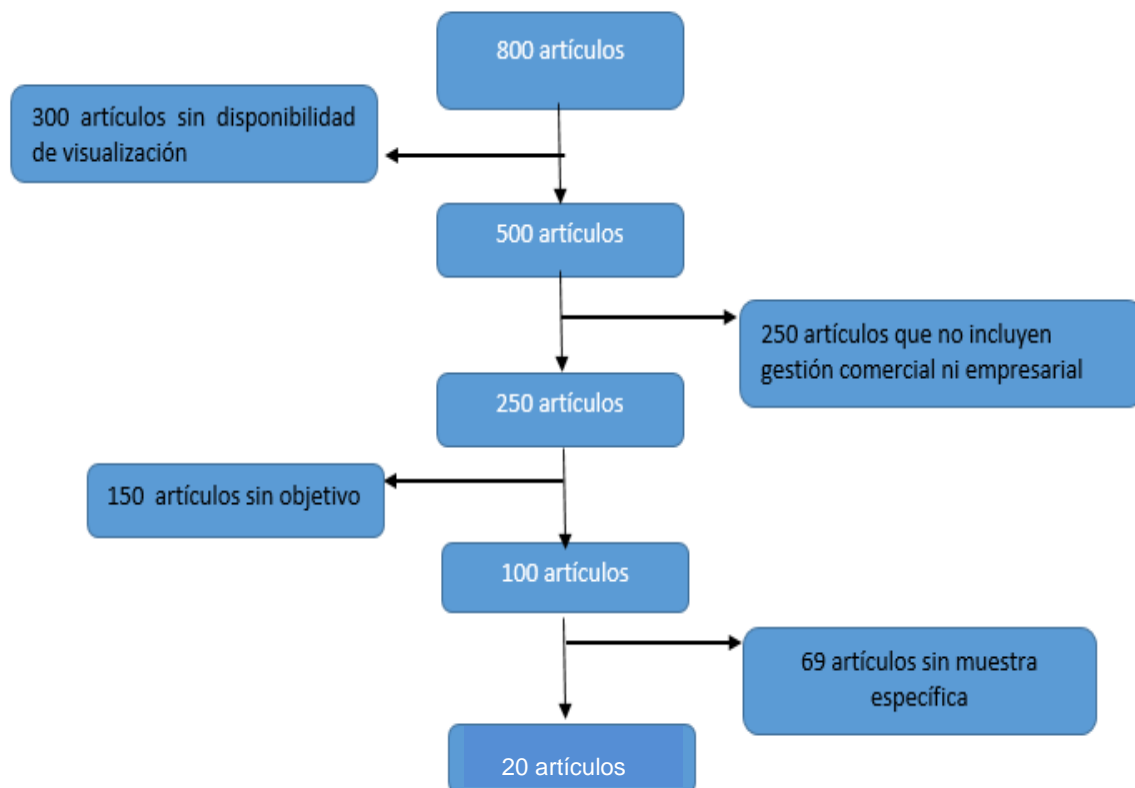 800 artículos
300 artículos sin disponibilidad
de visualización
500 artículos
250 artículos que no incluyen
gestión comercial ni empresarial
250 artículos
150 artículos sin objetivo
100 artículos
69 artículos sin muestra
específica
20 artículos